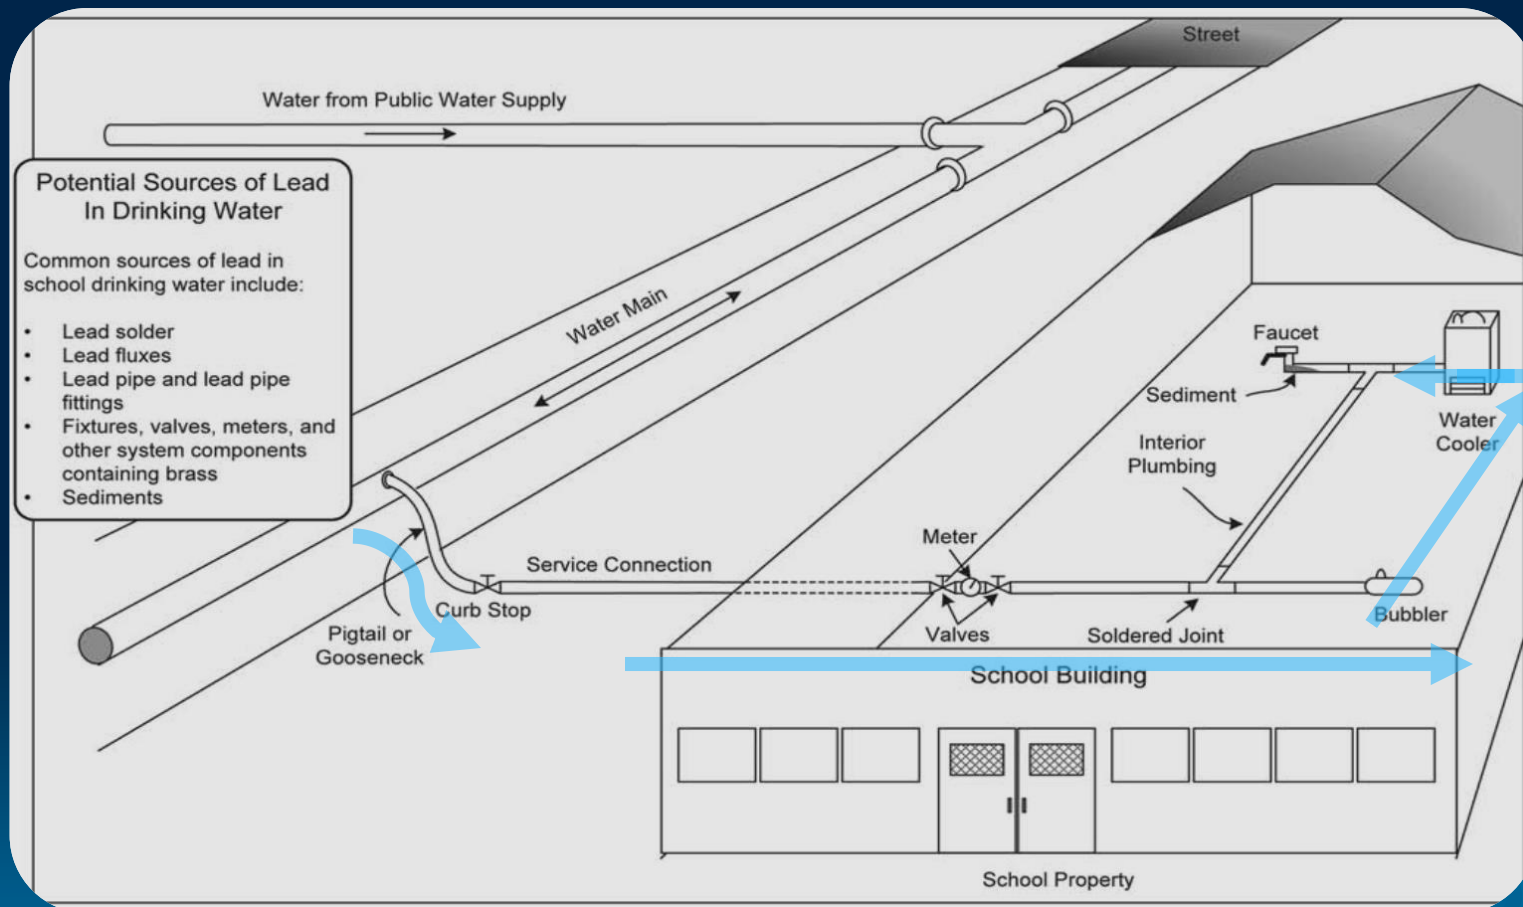 Street
Water from Public Water Supply
Potential Sources of Lead
In Drinking Water
Common sources of lead in
school drinking water include:
• Lead solder
• Lead fluxes
• Lead pipe and lead pipe
fittings
• Fixtures, valves, meters, and
other system components
containing brass
• Sediments
Water Main
Faucet
Sediment
Water
Cooler
Interior
Plumbing
Meter
Service Connection
Curb Stop
Pigtail or
Gooseneck
Valves
Soldered Joint
Bubbler
School Building
School Property